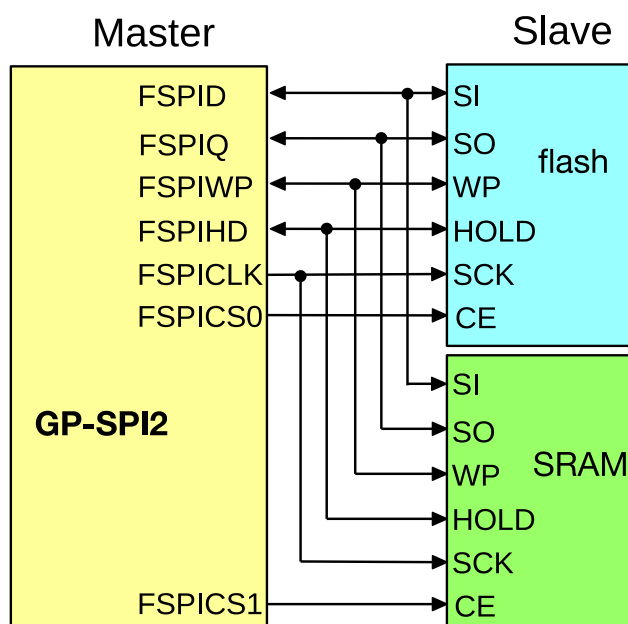 Master
Slave
FSPID
FSPIQ
FSPIWP
FSPIHD
FSPICLK
FSPICS0
GP-SPI2
FSPICS1
SI
SO
flash
WP
HOLD
SCK
CE
SI
SO
SRAM
WP
HOLD
SCK
CE